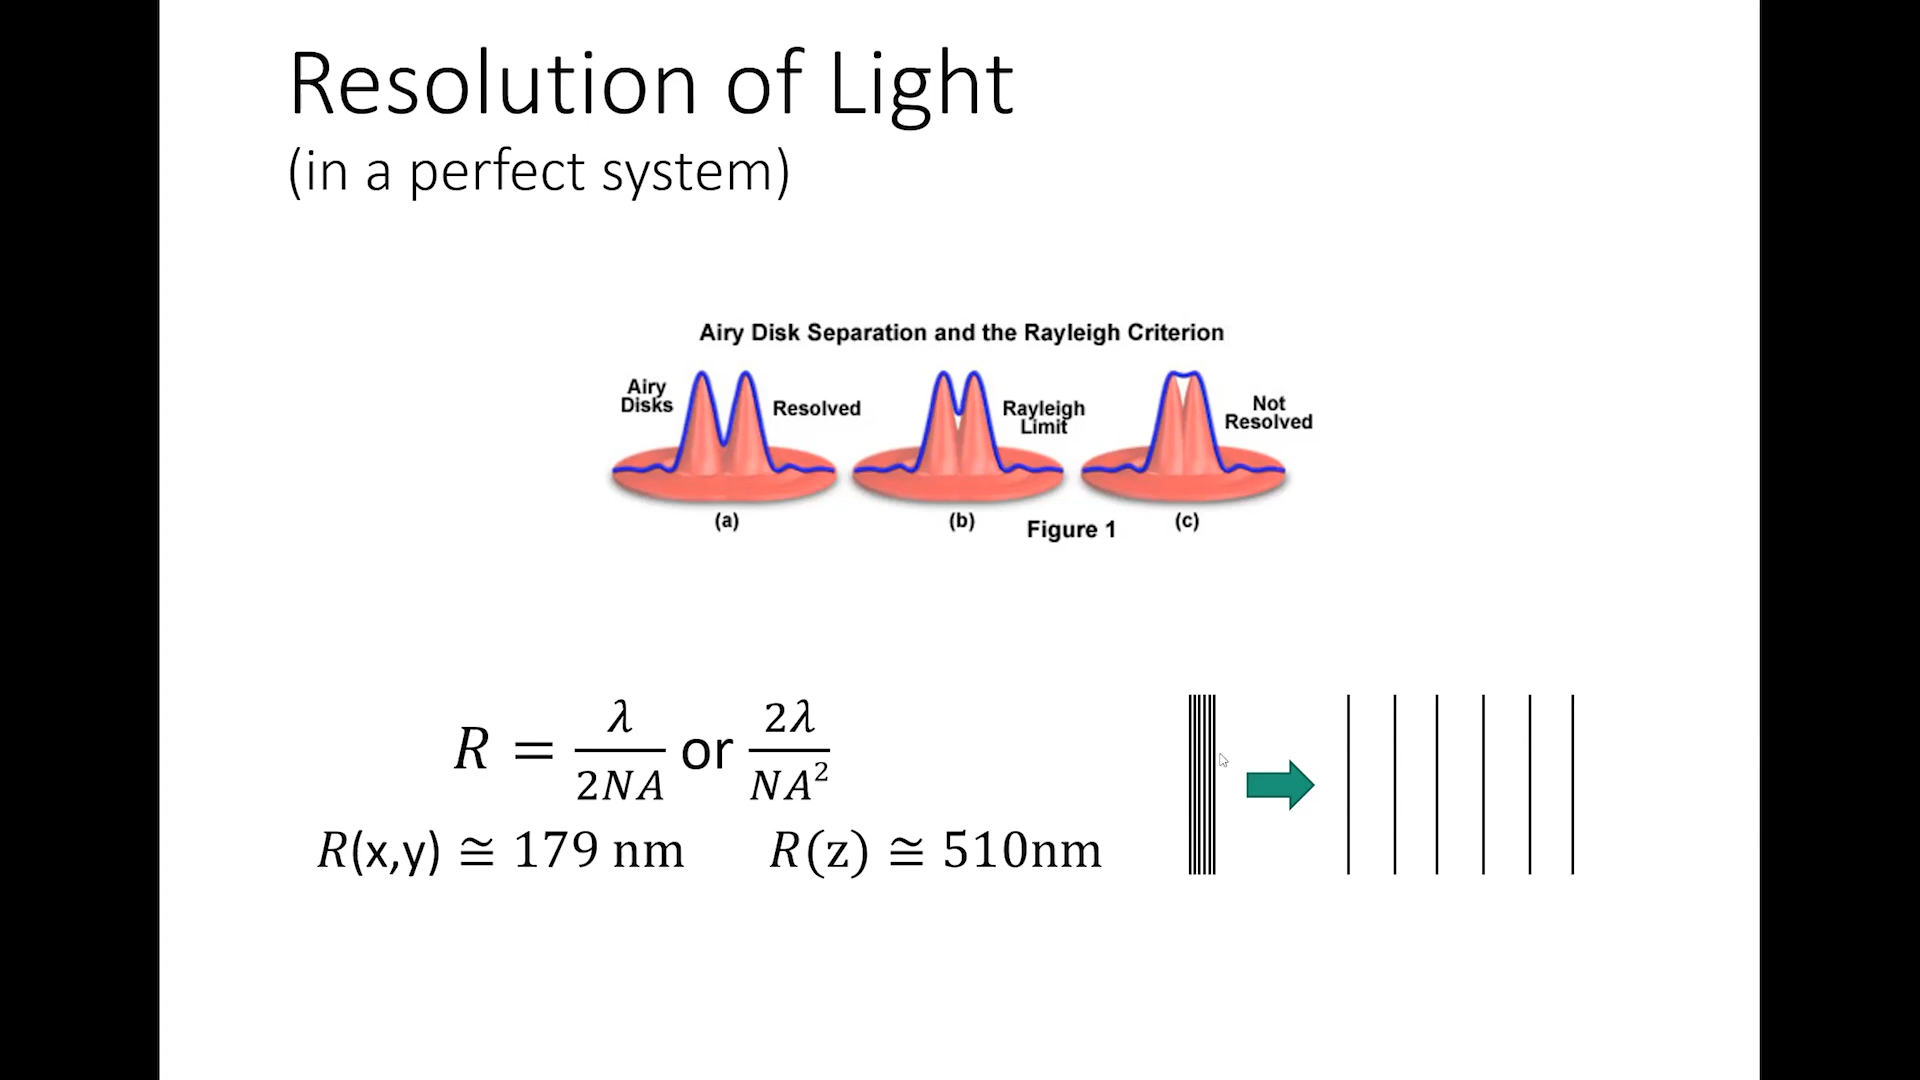 Resolution of Light
(in a perfect system)
Airy Disk Separation and the Rayleigh Criterion
Airy
Disks
Resolved
Rayleigh
Limit
Not
Resolved
(a)
(b)
(c)
Figure 1
R = λ/2NA or 2λ/NA²
R(x,y) ≅ 179 nm R(z) ≅ 510nm